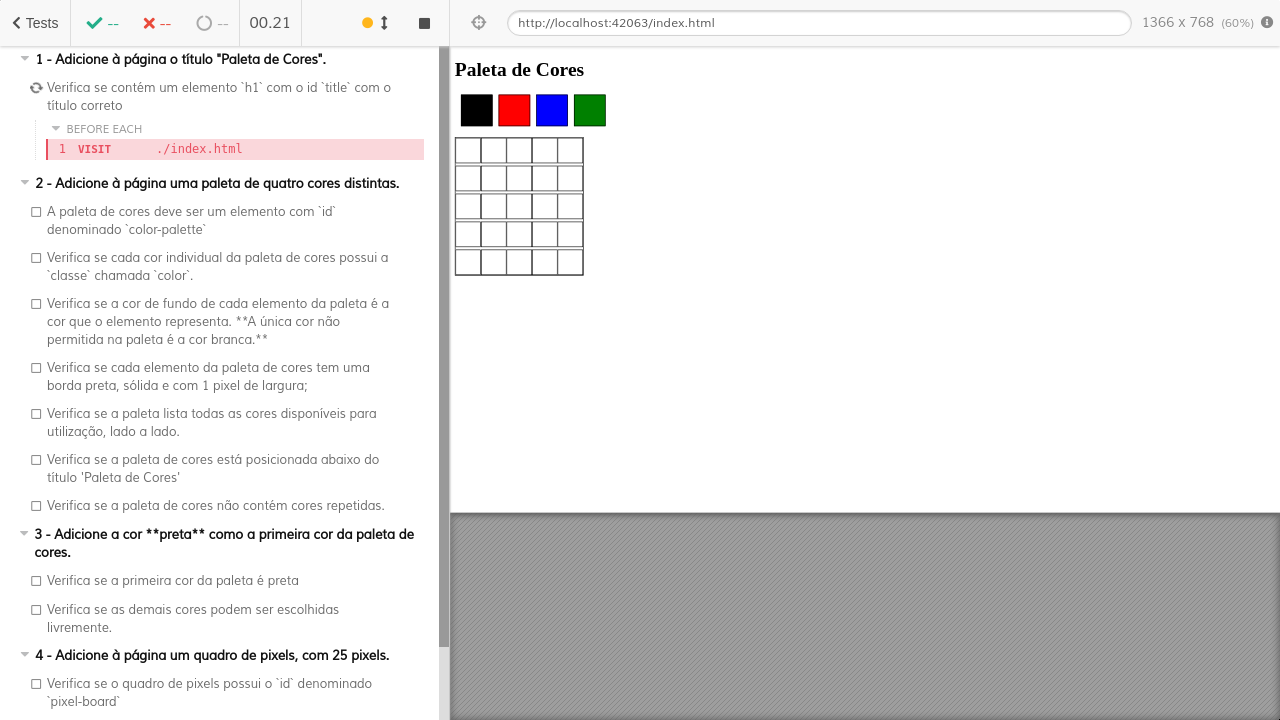 Tests -- -- -- 00.21 http://localhost:42063/index.html 1366 x 768 (60%)
1 - Adicione à página o título "Paleta de Cores".
Verifica se contém um elemento `h1` com o id `title` com o
título correto
BEFORE EACH
1 VISIT ./index.html
2 - Adicione à página uma paleta de quatro cores distintas.
A paleta de cores deve ser um elemento com `id`
denominado `color-palette`
Verifica se cada cor individual da paleta de cores possui a
`classe` chamada `color`.
Verifica se a cor de fundo de cada elemento da paleta é a
cor que o elemento representa. **A única cor não
permitida na paleta é a cor branca.**
Verifica se cada elemento da paleta de cores tem uma
borda preta, sólida e com 1 pixel de largura;
Verifica se a paleta lista todas as cores disponíveis para
utilização, lado a lado.
Verifica se a paleta de cores está posicionada abaixo do
título 'Paleta de Cores'
Verifica se a paleta de cores não contém cores repetidas.
3 - Adicione a cor **preta** como a primeira cor da paleta de
cores.
Verifica se a primeira cor da paleta é preta
Verifica se as demais cores podem ser escolhidas
livremente.
4 - Adicione à página um quadro de pixels, com 25 pixels.
Verifica se o quadro de pixels possui o `id` denominado
`pixel-board`
Paleta de Cores